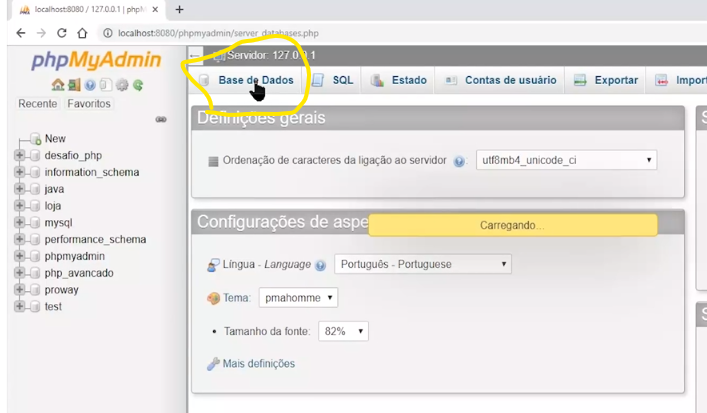 localhost:8080 / 127.0.0.1 | phpM
localhost:8080/phpmyadmin/server_databases.php
phpMyAdmin
Recente Favoritos
New
desafio_php
information_schema
java
loja
mysql
performance_schema
phpmyadmin
php_avancado
proway
test
Servidor: 127.0.0.1
Base de Dados SQL Estado Contas de usuário Exportar Import
Definições gerais
Ordenação de caracteres da ligação ao servidor : utf8mb4_unicode_ci
Configurações de aspe
Carregando...
Língua - Language Português - Portuguese
Tema: pmahomme
• Tamanho da fonte: 82%
Mais definições